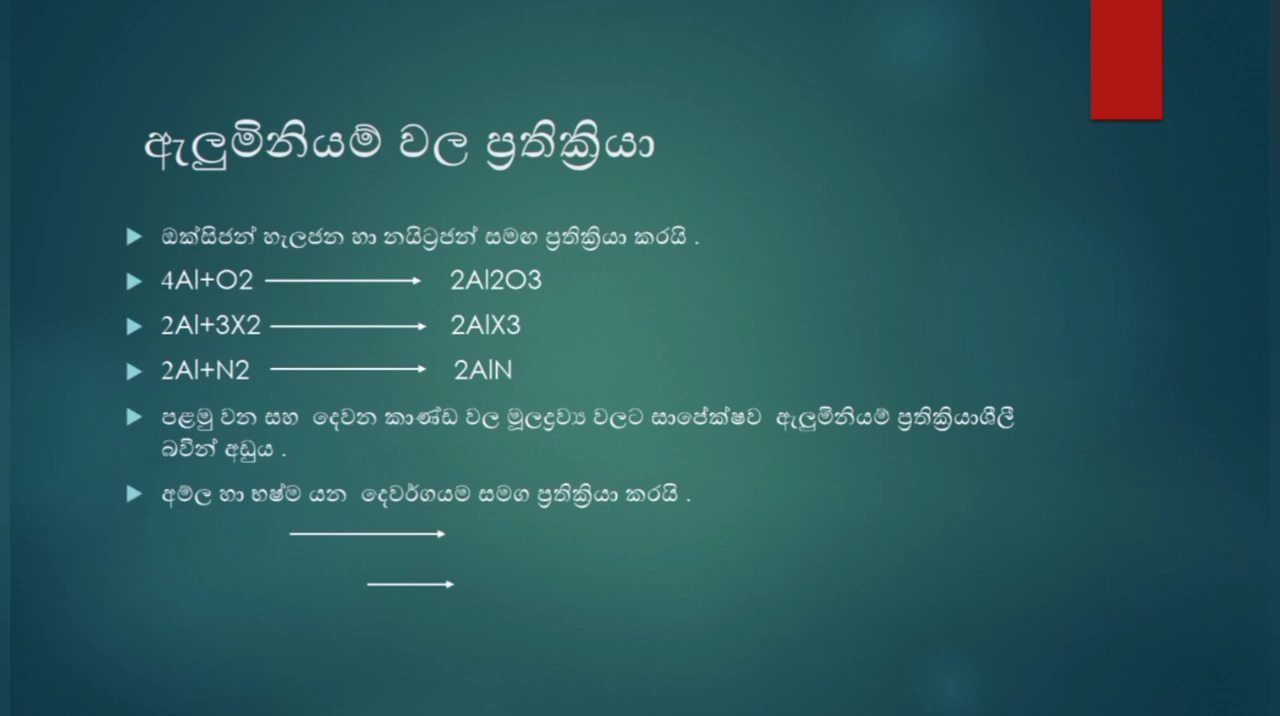 ඇලුමිනියම් වල ප්‍රතික්‍රියා
ඔක්සිජන් හැලජන හා නයිට්‍රජන් සමඟ ප්‍රතික්‍රියා කරයි .
4Al+O2 2Al2O3
2Al+3X2 2AlX3
2Al+N2 2AlN
පළමු වන සහ දෙවන කාණ්ඩ වල මූලද්‍රව්‍ය වලට සාපේක්ෂව ඇලුමිනියම් ප්‍රතික්‍රියාශීලී
බවින් අඩුය .
අම්ල හා භෂ්ම යන දෙවර්ගයම සමග ප්‍රතික්‍රියා කරයි .